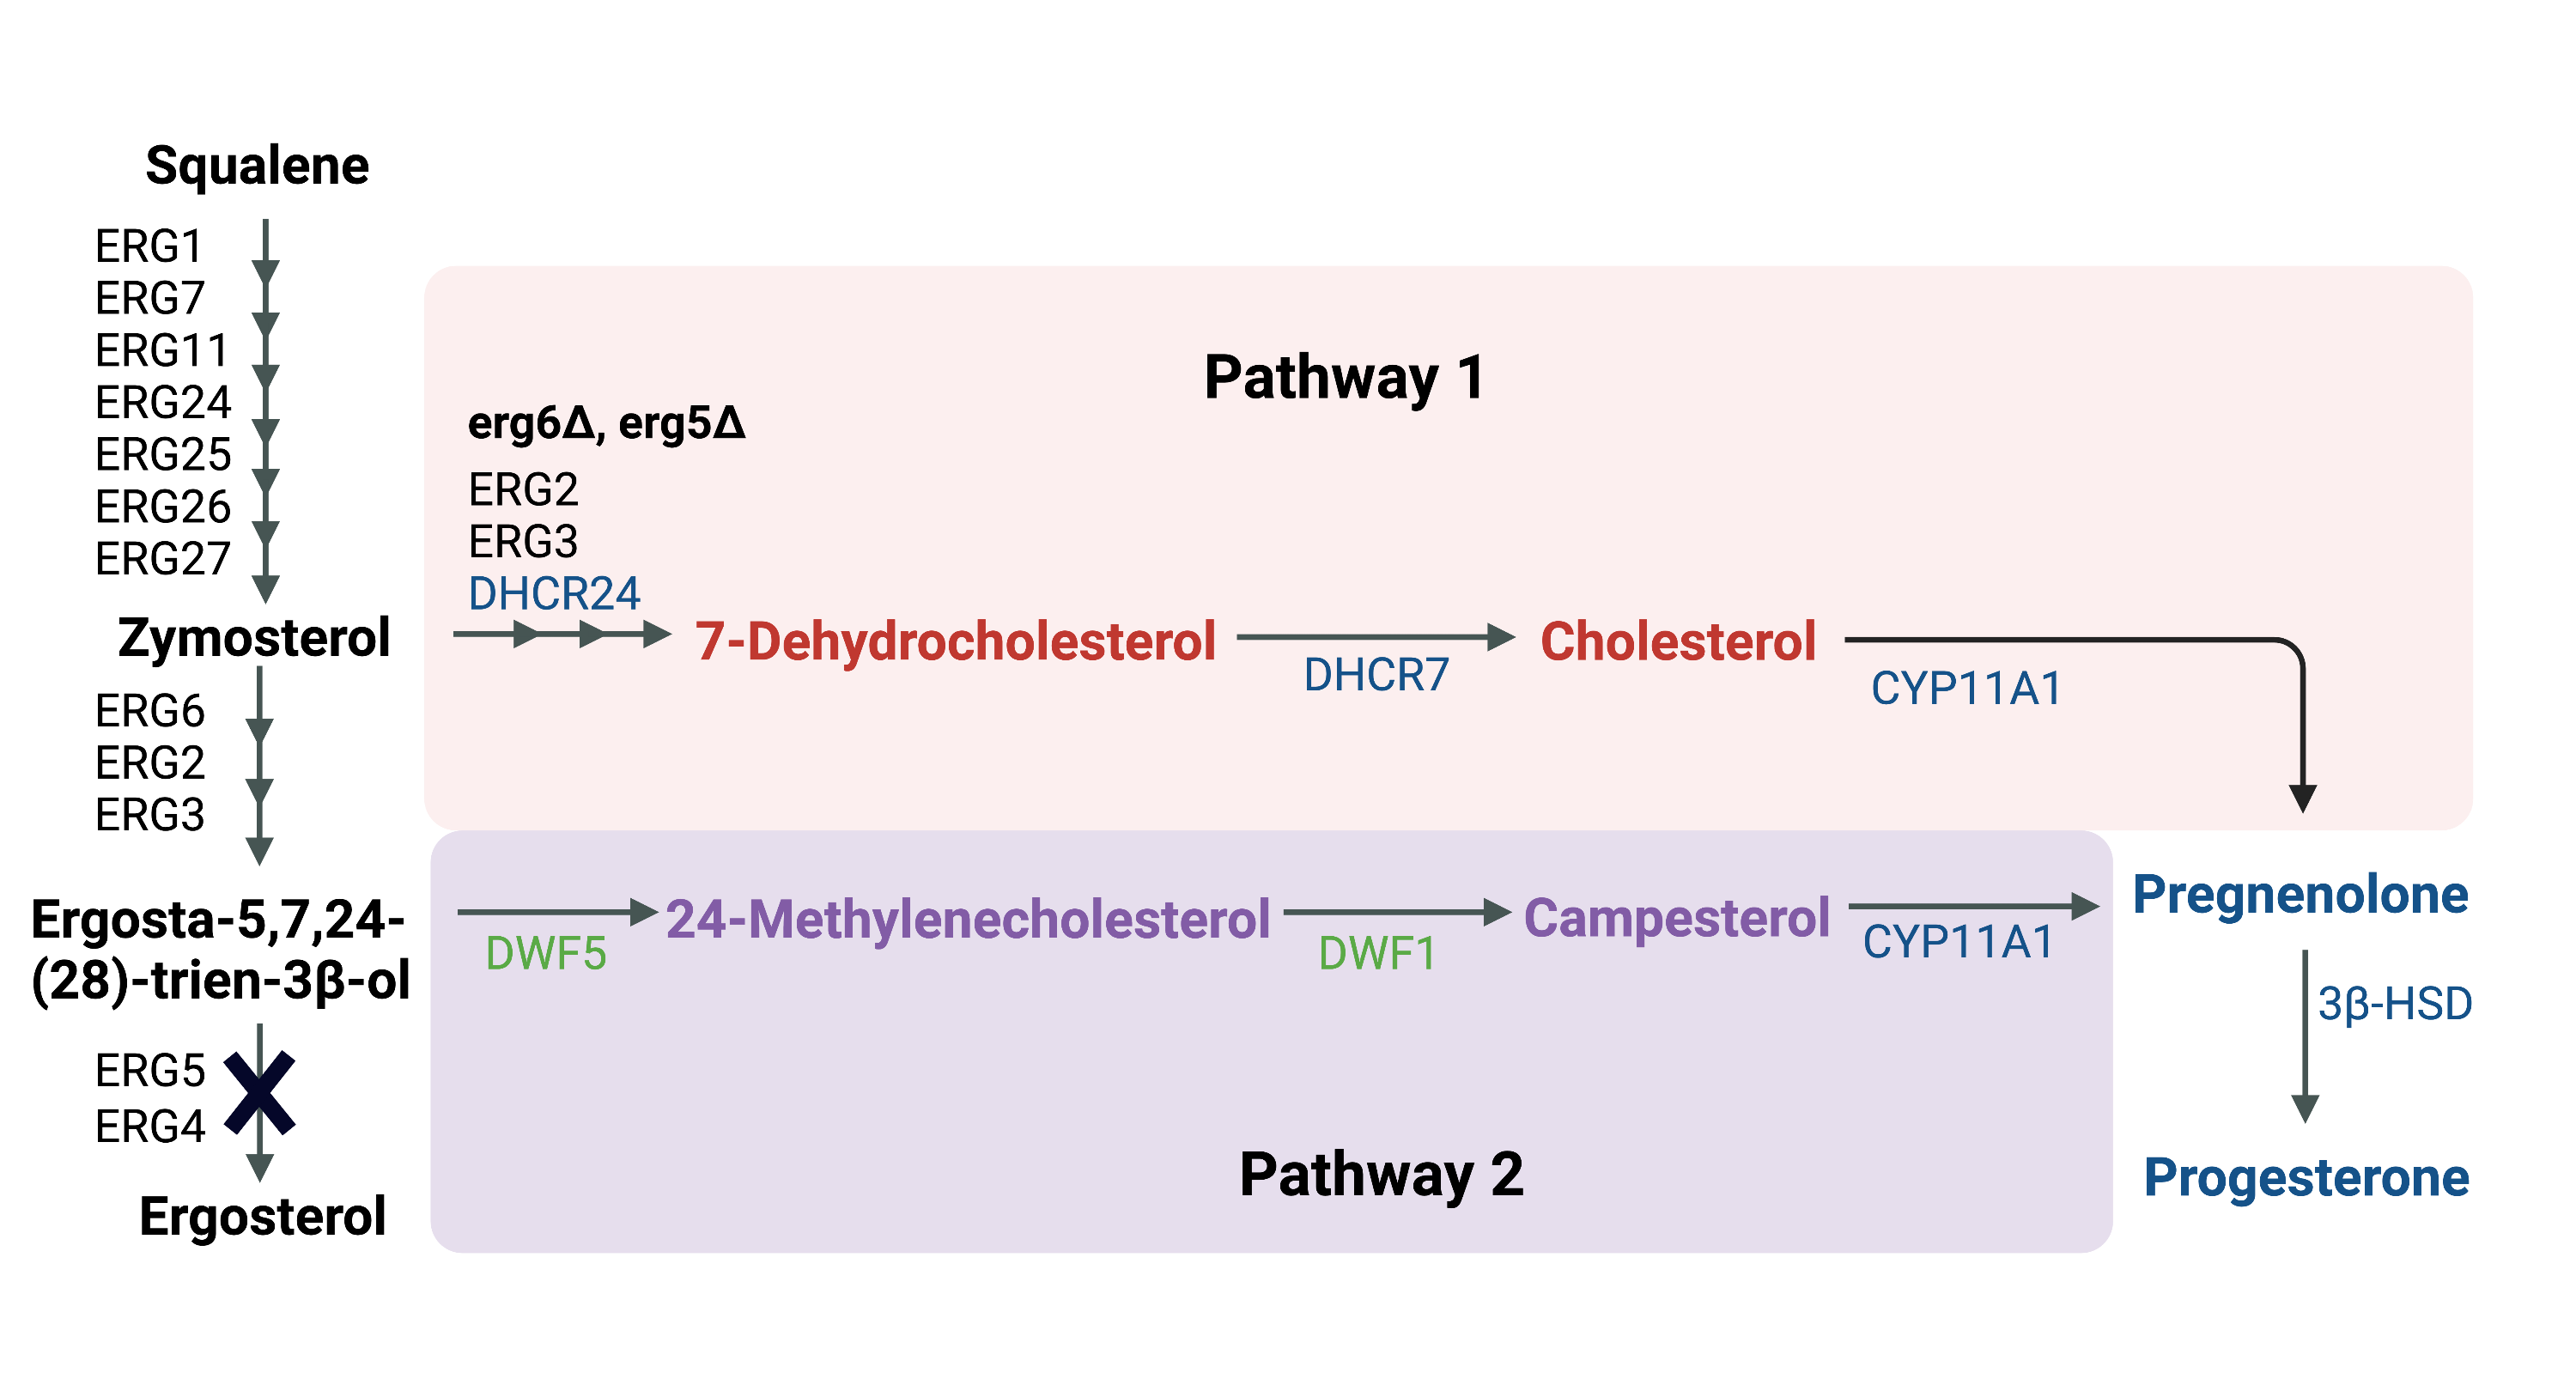 Squalene
ERG1
ERG7
ERG11
ERG24
ERG25
ERG26
ERG27
Zymosterol
ERG6
ERG2
ERG3
Ergosta-5,7,24-
(28)-trien-3β-ol
ERG5
ERG4
Ergosterol
Pathway 1
erg6Δ, erg5Δ
ERG2
ERG3
DHCR24
7-Dehydrocholesterol
DHCR7
Cholesterol
CYP11A1
DWF5
24-Methylenecholesterol
DWF1
Campesterol
CYP11A1
Pathway 2
Pregnenolone
3β-HSD
Progesterone